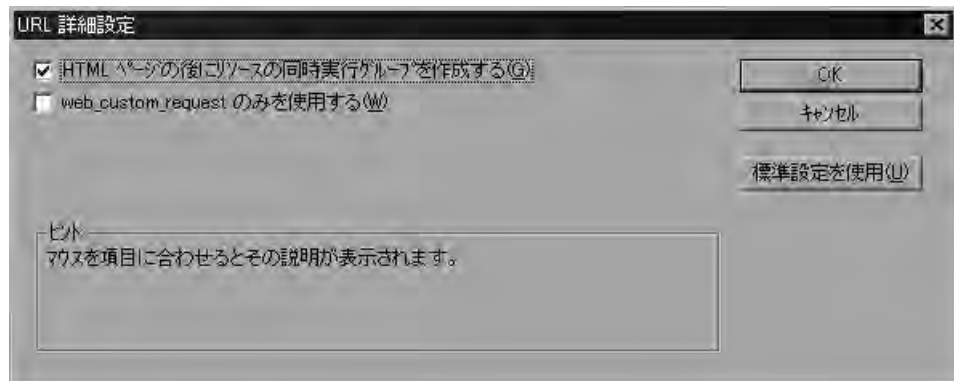 URL 詳細設定
HTML ページの後にリソースの同時実行グループを作成する(G)
web_custom_request のみを使用する(W)
OK
キャンセル
標準設定を使用(U)
ヒント
マウスを項目に合わせるとその説明が表示されます。